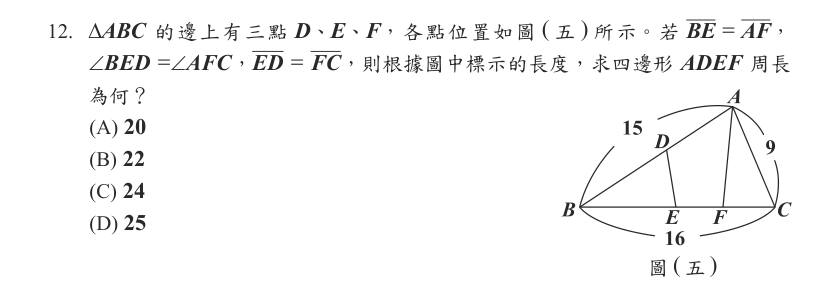 12. ΔABC 的邊上有三點 D、E、F，各點位置如圖(五)所示。若 BE = AF，
∠BED =∠AFC，ED = FC，則根據圖中標示的長度，求四邊形 ADEF 周長
為何？
(A) 20
(B) 22
(C) 24
(D) 25
A
15
D
9
B
E
F
C
16
圖(五)